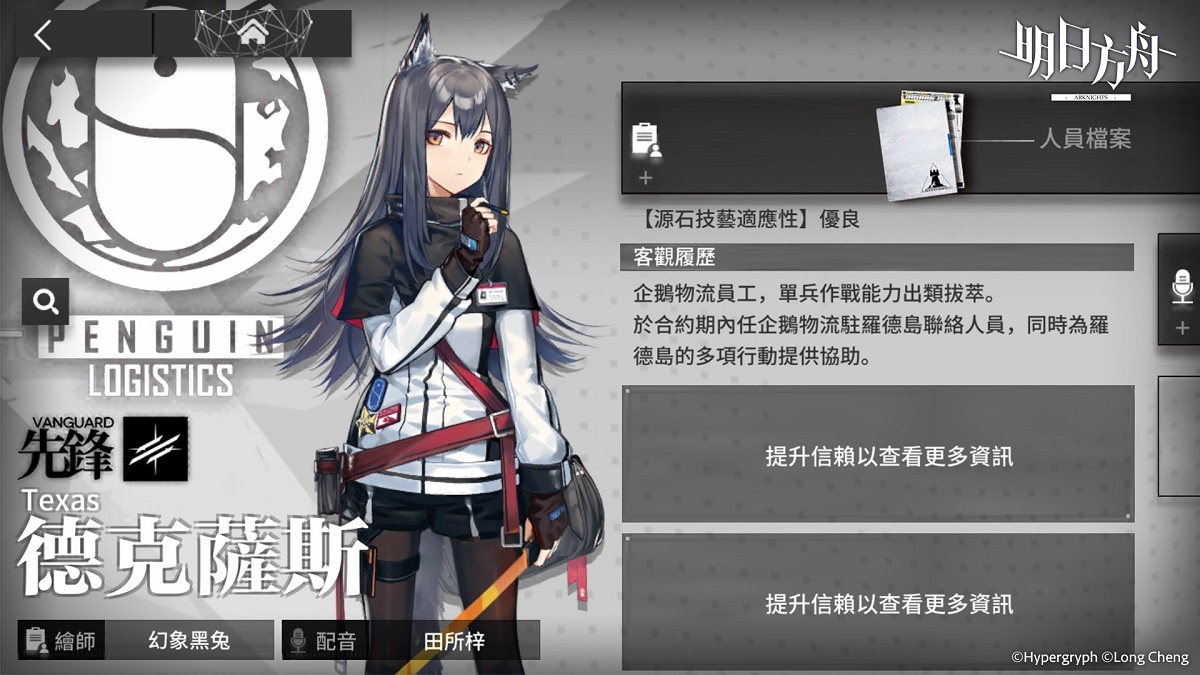 明日方舟
ARKNIGHTS
人員檔案
【源石技藝適應性】優良
客觀履歷
企鵝物流員工，單兵作戰能力出類拔萃。
於合約期內任企鵝物流駐羅德島聯絡人員，同時為羅
德島的多項行動提供協助。
提升信賴以查看更多資訊
提升信賴以查看更多資訊
PENGUIN
LOGISTICS
VANGUARD
先鋒
Texas
德克薩斯
繪師
幻象黑兔
配音
田所梓
©Hypergryph ©Long Cheng